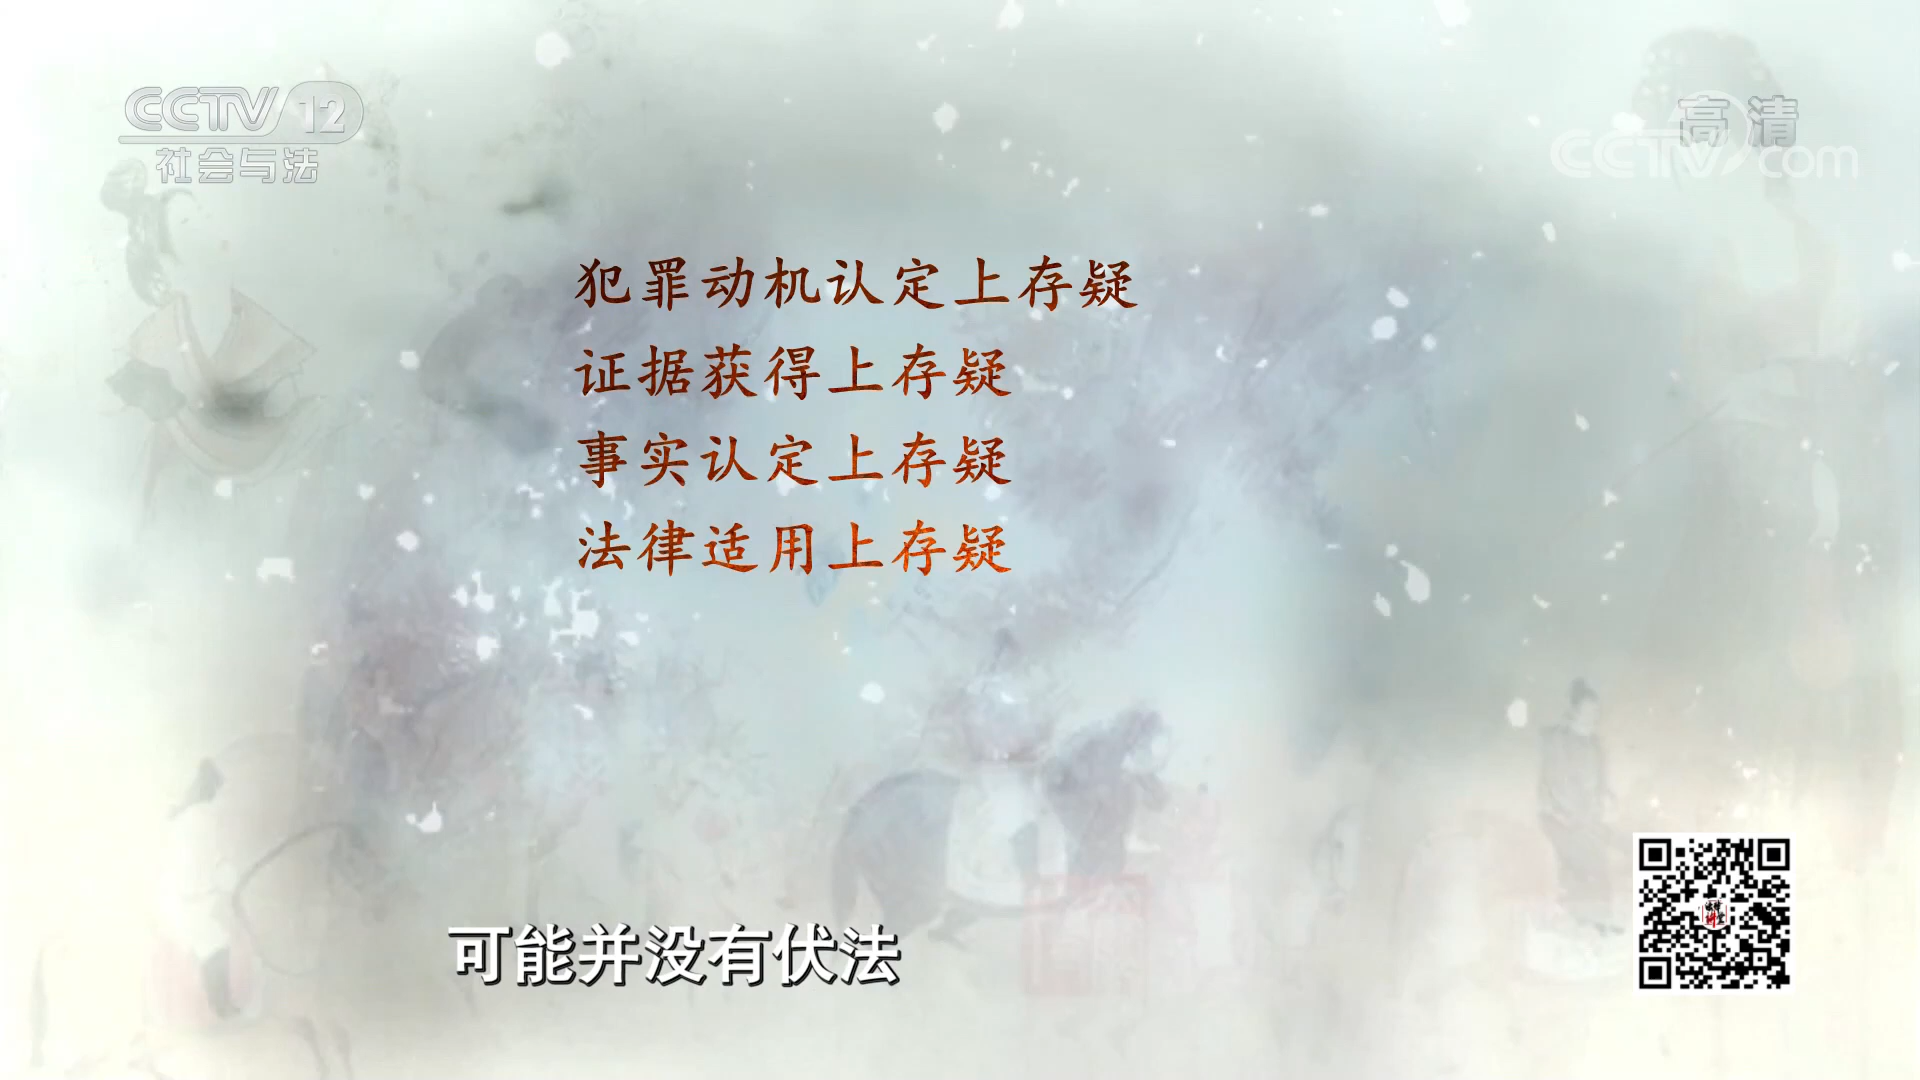 CCTV 12
社会与法
高清
CCTV.com
犯罪动机认定上存疑
证据获得上存疑
事实认定上存疑
法律适用上存疑
可能并没有伏法